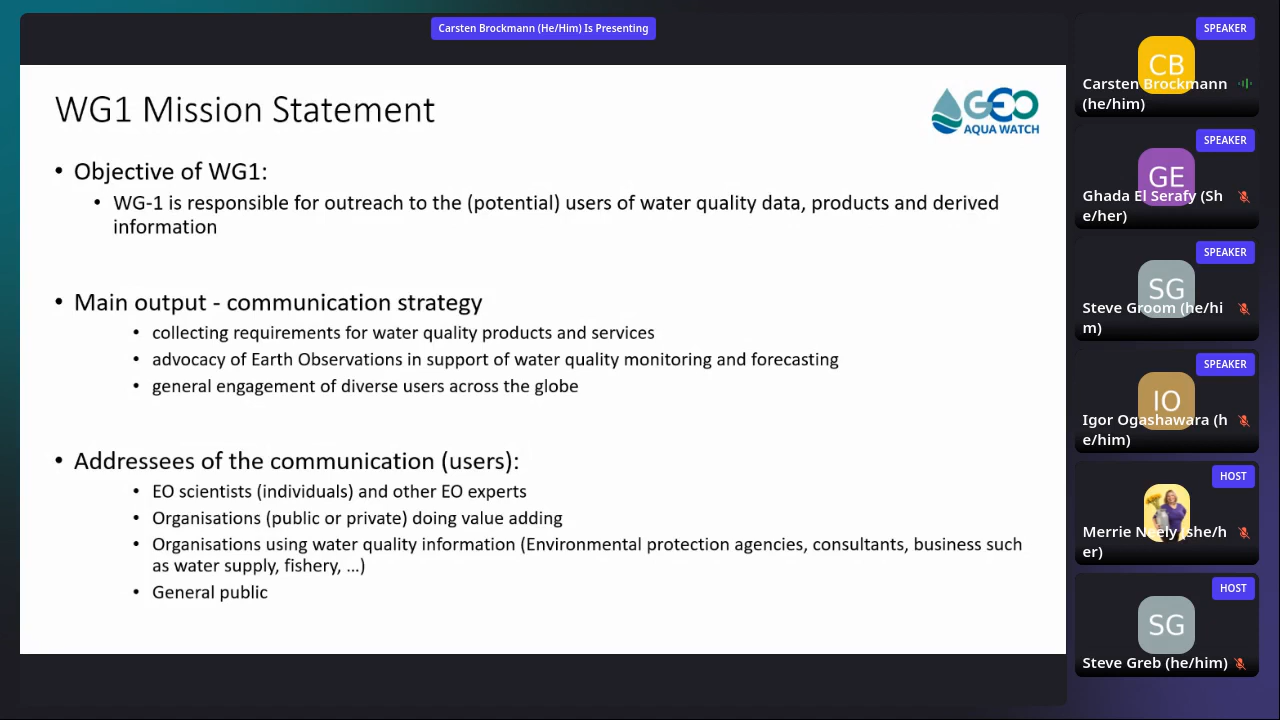 Carsten Brockmann (He/Him) Is Presenting
WG1 Mission Statement
GEO
AQUA WATCH
• Objective of WG1:
• WG-1 is responsible for outreach to the (potential) users of water quality data, products and derived
information
• Main output - communication strategy
• collecting requirements for water quality products and services
• advocacy of Earth Observations in support of water quality monitoring and forecasting
• general engagement of diverse users across the globe
• Addressees of the communication (users):
• EO scientists (individuals) and other EO experts
• Organisations (public or private) doing value adding
• Organisations using water quality information (Environmental protection agencies, consultants, business such
as water supply, fishery, ...)
• General public
SPEAKER
CB
Carsten Brockmann
(he/him)
SPEAKER
GE
Ghada El Serafy (Sh
e/her)
SPEAKER
SG
Steve Groom (he/hi
m)
SPEAKER
IO
Igor Ogashawara (h
e/him)
HOST
Merrie Neely (she/h
er)
HOST
SG
Steve Greb (he/him)